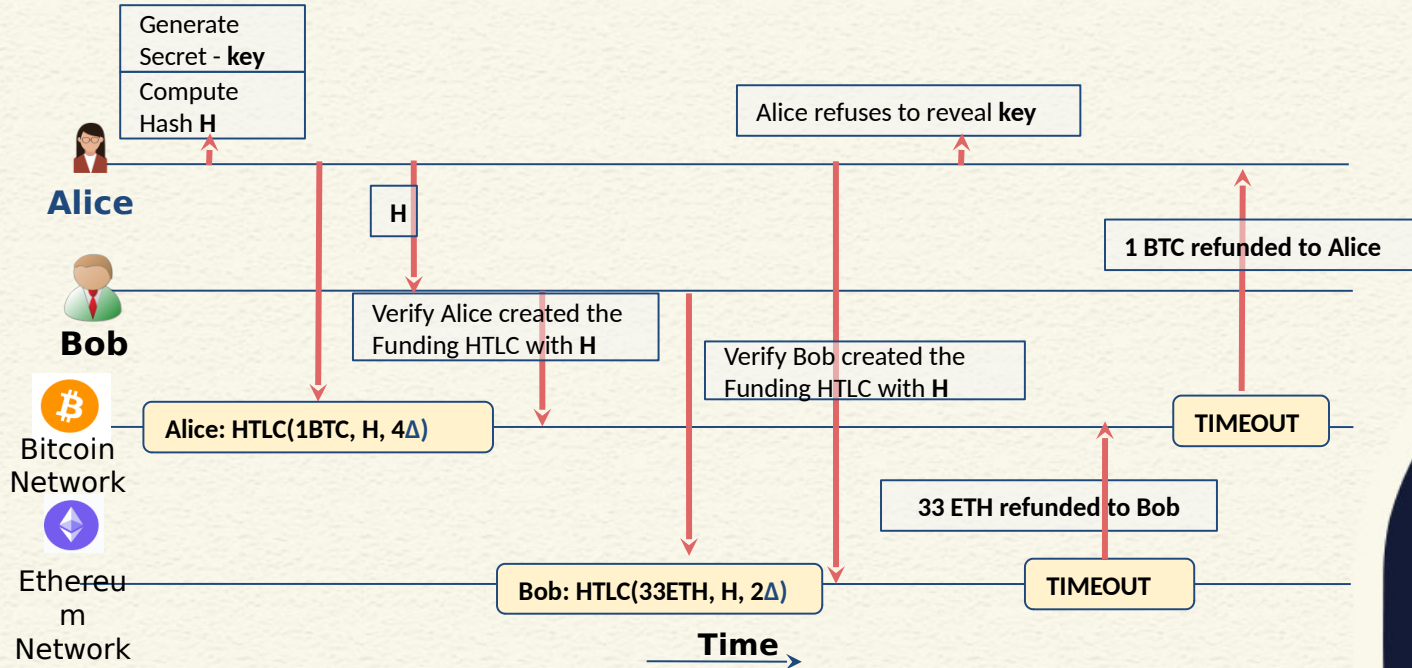 Generate
Secret - key
Compute
Hash H
Alice refuses to reveal key
Alice
H
1 BTC refunded to Alice
Bob
Verify Alice created the
Funding HTLC with H
Verify Bob created the
Funding HTLC with H
Alice: HTLC(1BTC, H, 4Δ)
TIMEOUT
Bitcoin
Network
33 ETH refunded to Bob
Ethereu
m
Network
Bob: HTLC(33ETH, H, 2Δ)
TIMEOUT
Time